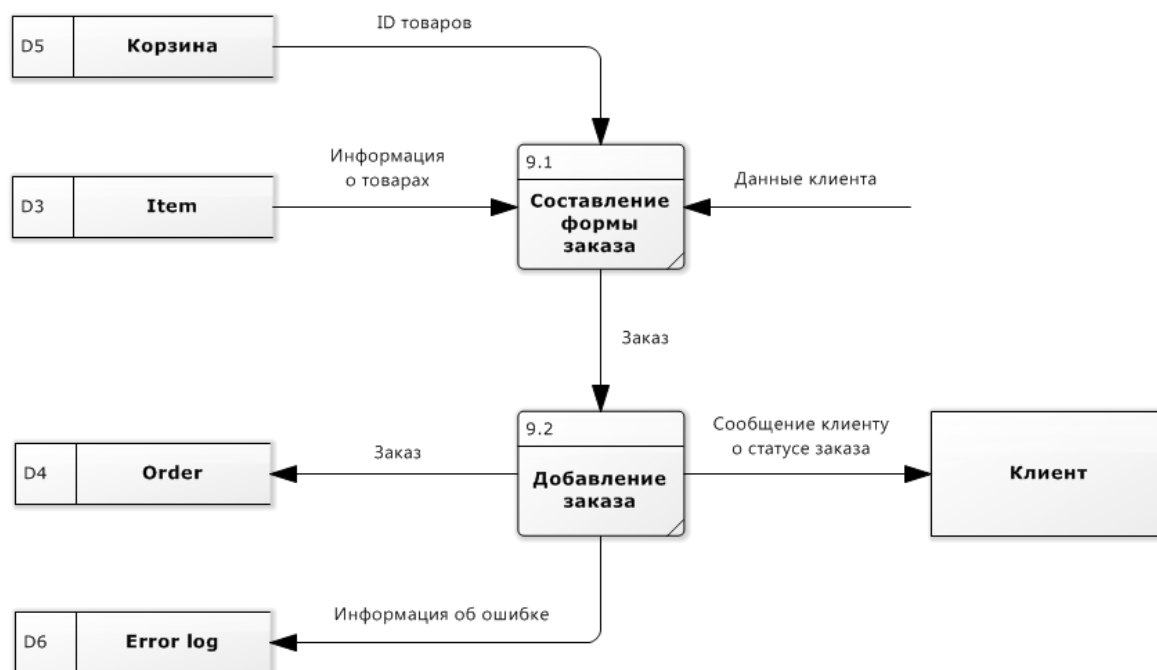 ID товаров
D5
Корзина
Информация
о товарах
9.1
Данные клиента
D3
Item
Составление
формы
заказа
Заказ
9.2
Сообщение клиенту
о статусе заказа
Заказ
D4
Order
Добавление
заказа
Клиент
Информация об ошибке
D6
Error log